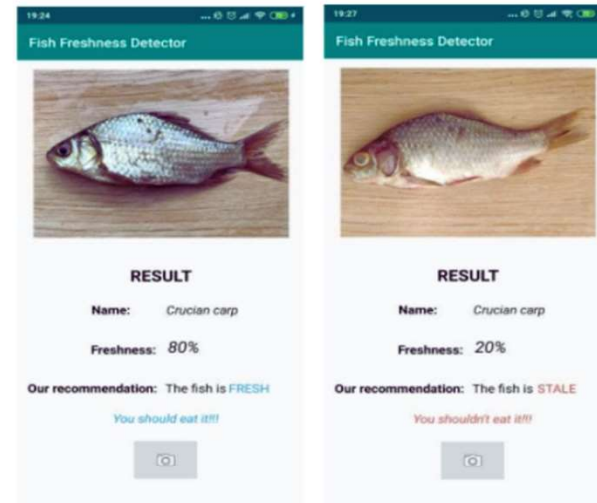 19:24
Fish Freshness Detector
RESULT
Name: Crucian carp
Freshness: 80%
Our recommendation: The fish is FRESH
You should eat it!!!
19:27
Fish Freshness Detector
RESULT
Name: Crucian carp
Freshness: 20%
Our recommendation: The fish is STALE
You shouldn't eat it!!!